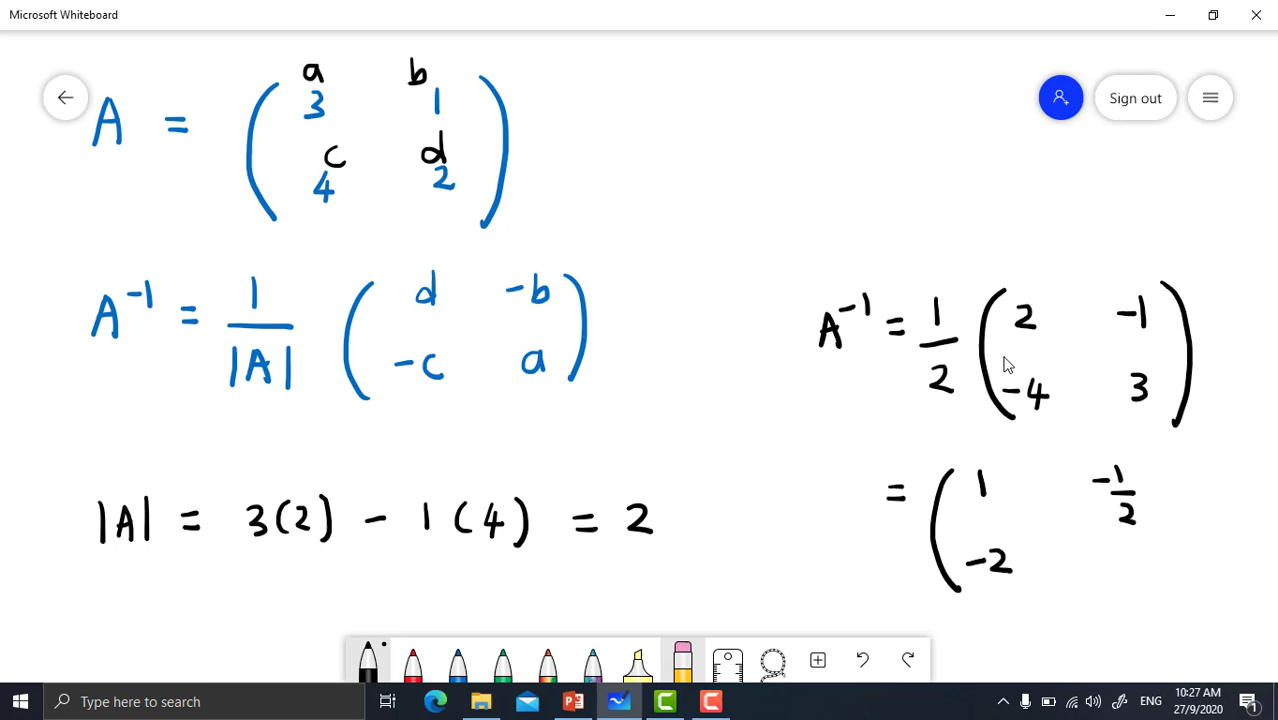 Microsoft Whiteboard
Sign out
a b
A = ( 3 1
c d
4 2 )
A⁻¹ = 1/|A| ( d -b
-c a )
|A| = 3(2) - 1(4) = 2
A⁻¹ = 1/2 ( 2 -1
-4 3 )
= ( 1 -1/2
-2
Type here to search
ENG
10:27 AM
27/9/2020
1